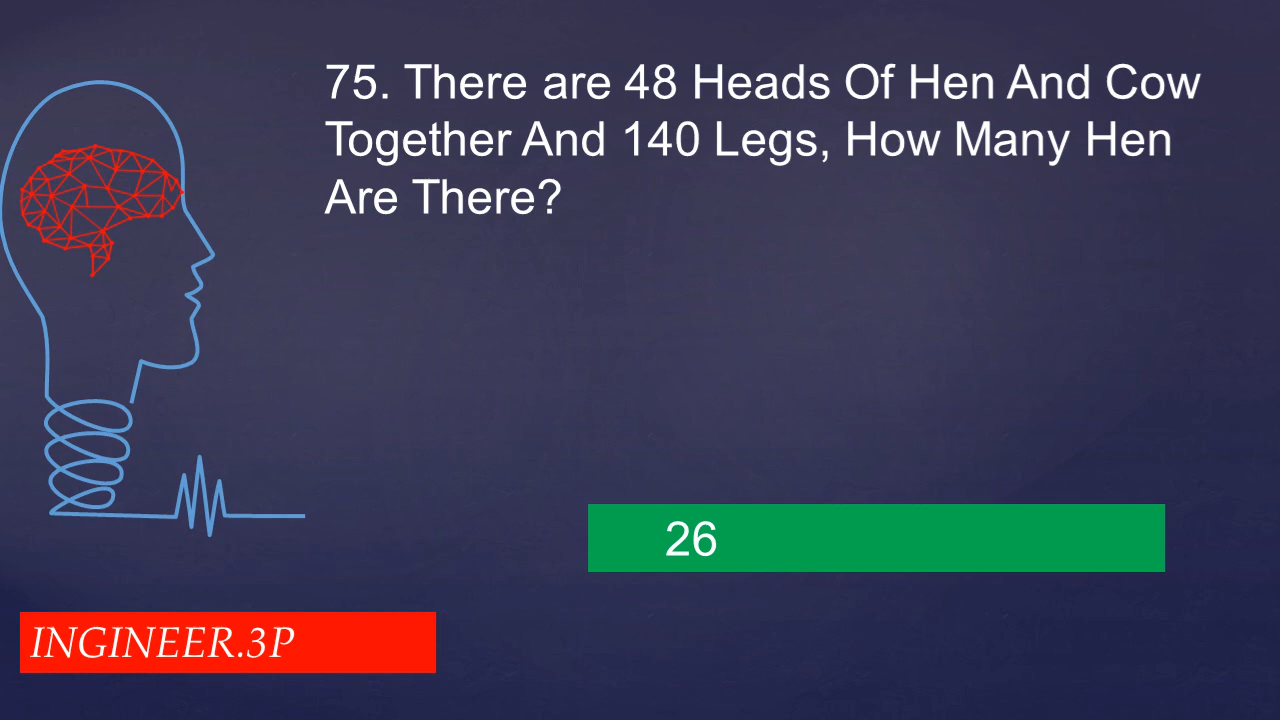 75. There are 48 Heads Of Hen And Cow
Together And 140 Legs, How Many Hen
Are There?
26
INGINEER.3P